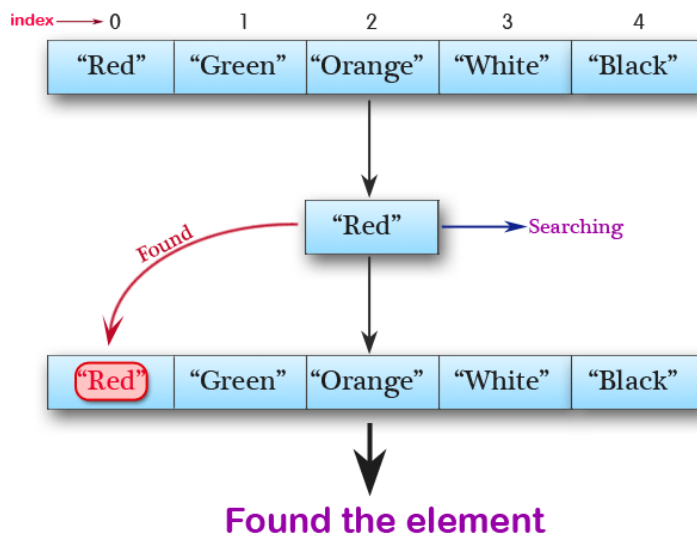 index 0 1 2 3 4
“Red” “Green” “Orange” “White” “Black”
“Red” Searching
Found
“Red” “Green” “Orange” “White” “Black”
Found the element